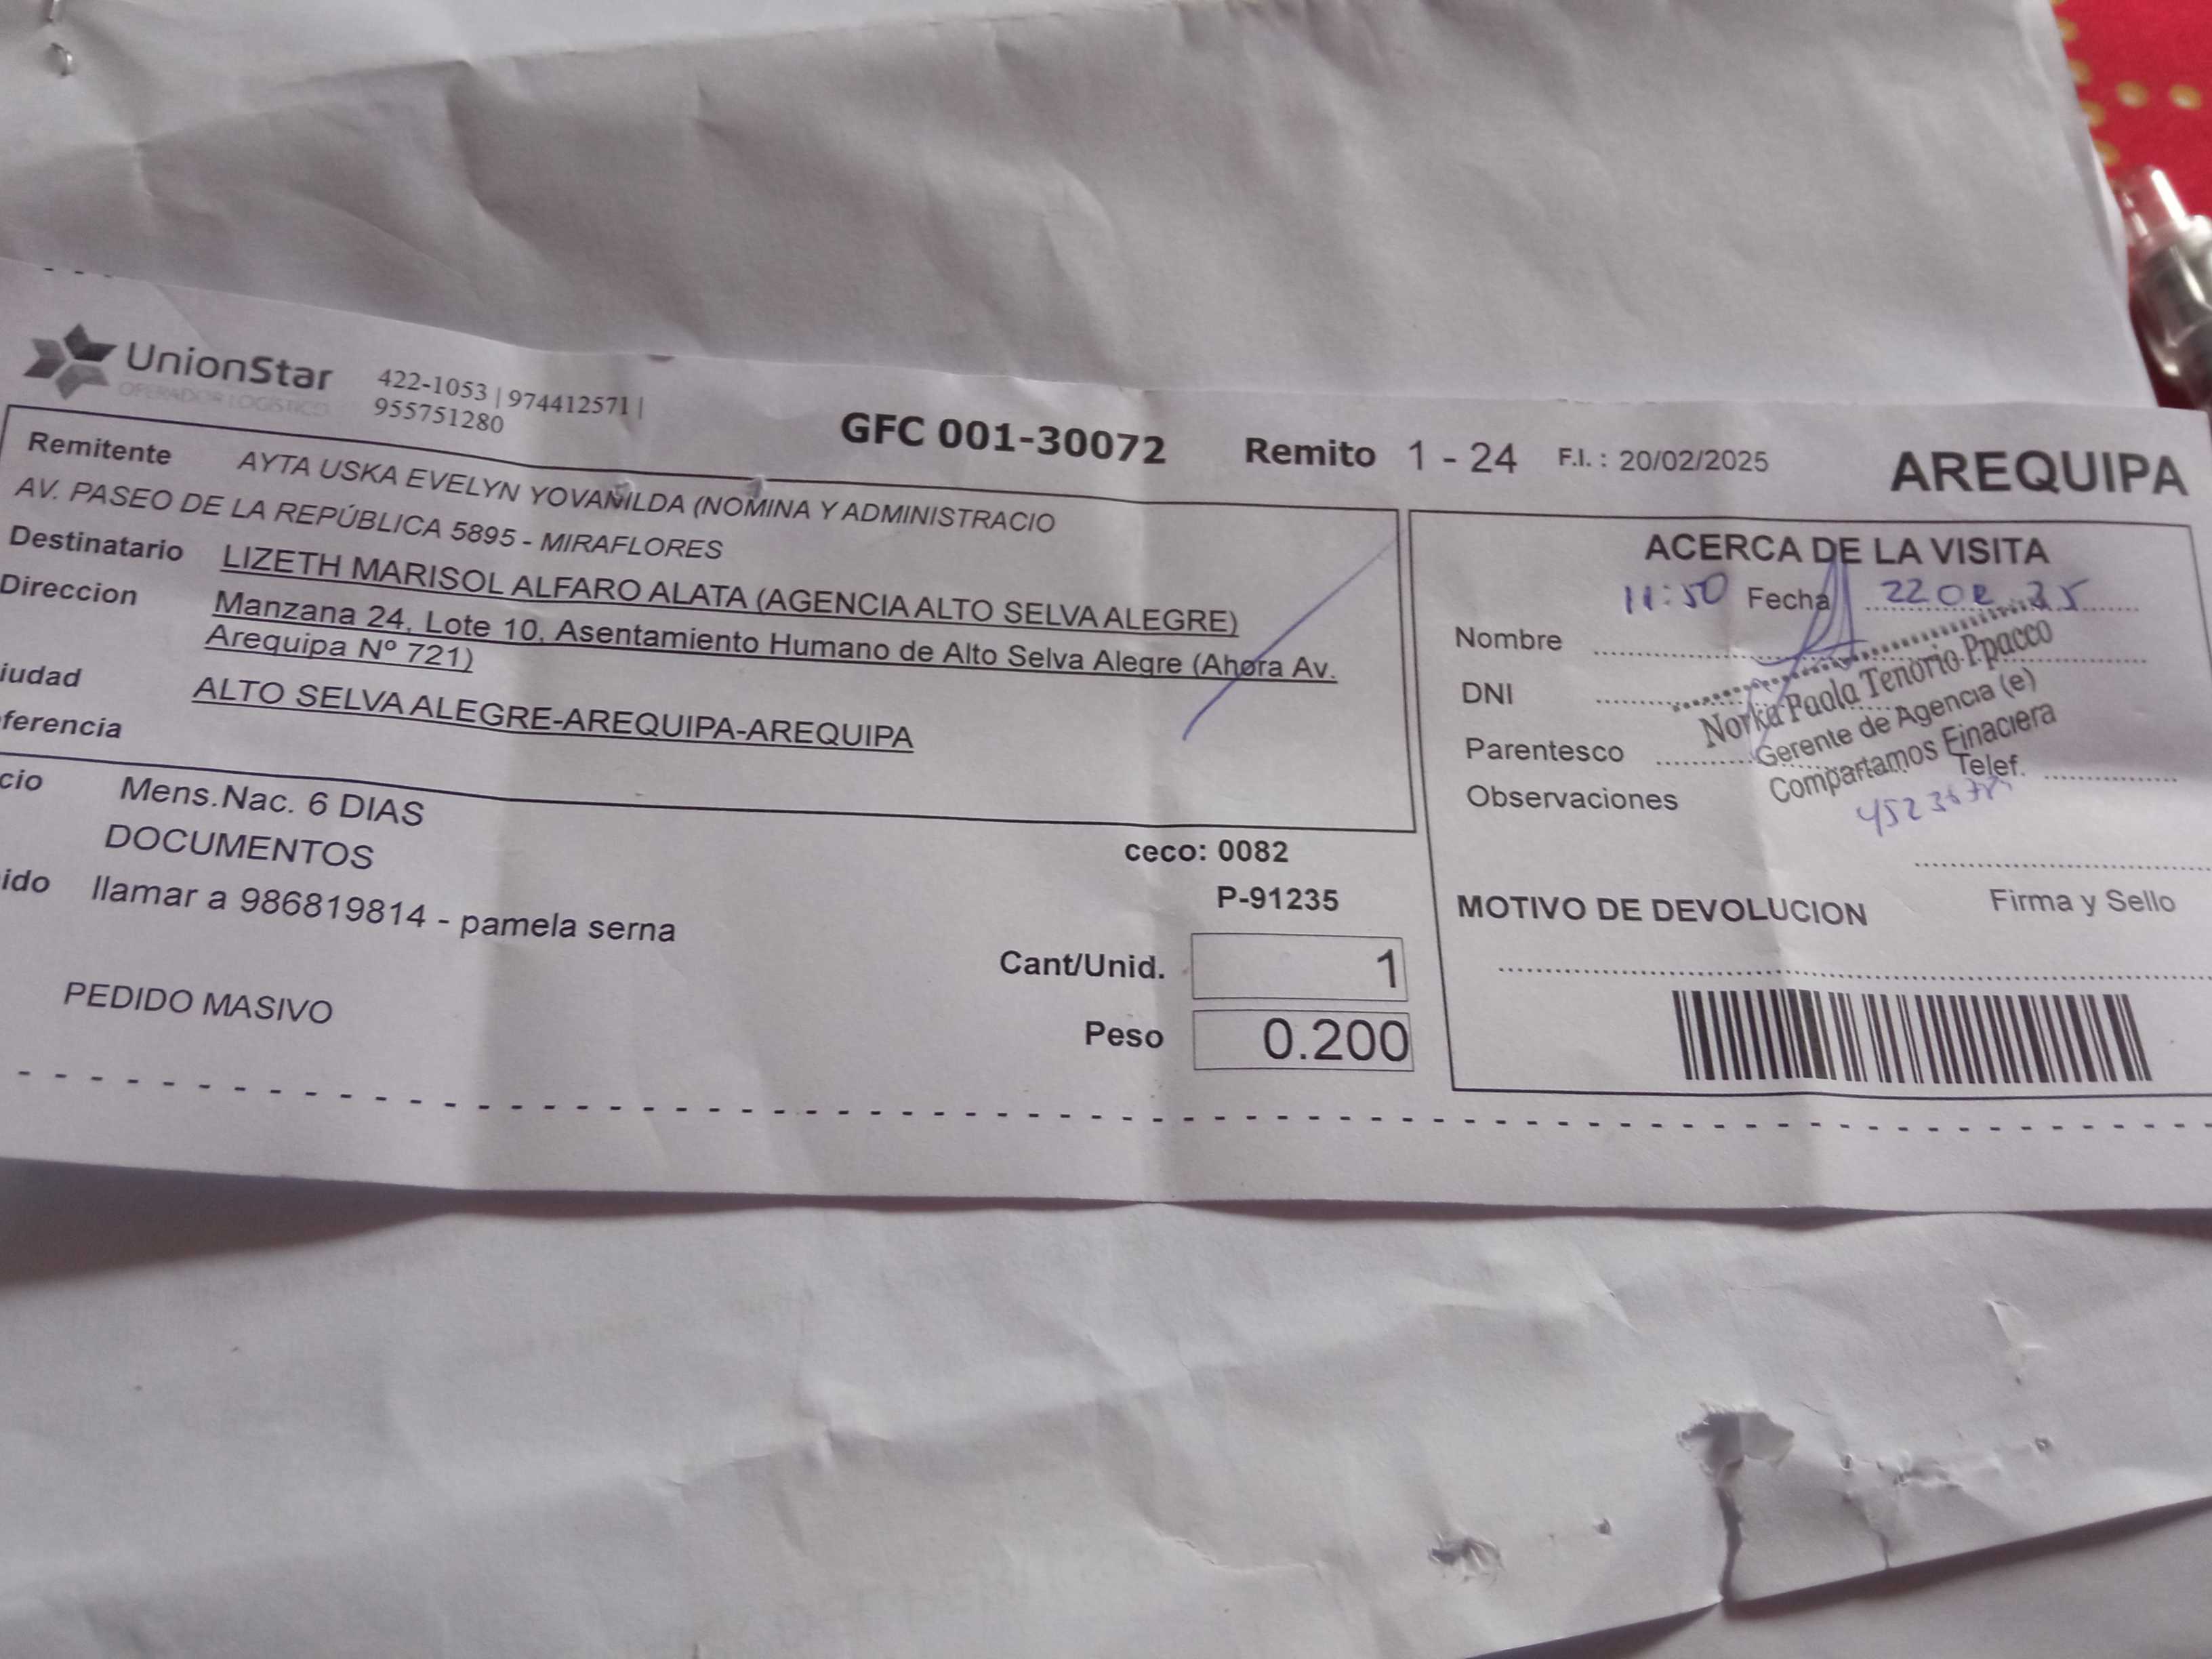 UnionStar
OPERADOR LOGÍSTICO
422-1053 | 974412571 |
955751280
GFC 001-30072
Remito 1 - 24
F.I. : 20/02/2025
AREQUIPA
Remitente AYTA USKA EVELYN YOVANILDA (NOMINA Y ADMINISTRACIO
AV. PASEO DE LA REPÚBLICA 5895 - MIRAFLORES
Destinatario LIZETH MARISOL ALFARO ALATA (AGENCIA ALTO SELVA ALEGRE)
Direccion Manzana 24, Lote 10, Asentamiento Humano de Alto Selva Alegre (Ahora Av.
Arequipa Nº 721)
iudad ALTO SELVA ALEGRE-AREQUIPA-AREQUIPA
ferencia
cio Mens.Nac. 6 DIAS
DOCUMENTOS
ido llamar a 986819814 - pamela serna
PEDIDO MASIVO
ceco: 0082
P-91235
Cant/Unid. 1
Peso 0.200
ACERCA DE LA VISITA
11:50 Fecha 22 02 25
Nombre
DNI
Parentesco
Observaciones
Telef.
Norka Paola Tenorio Ppacco
Gerente de Agencia (e)
Compartamos Finaciera
MOTIVO DE DEVOLUCION
Firma y Sello